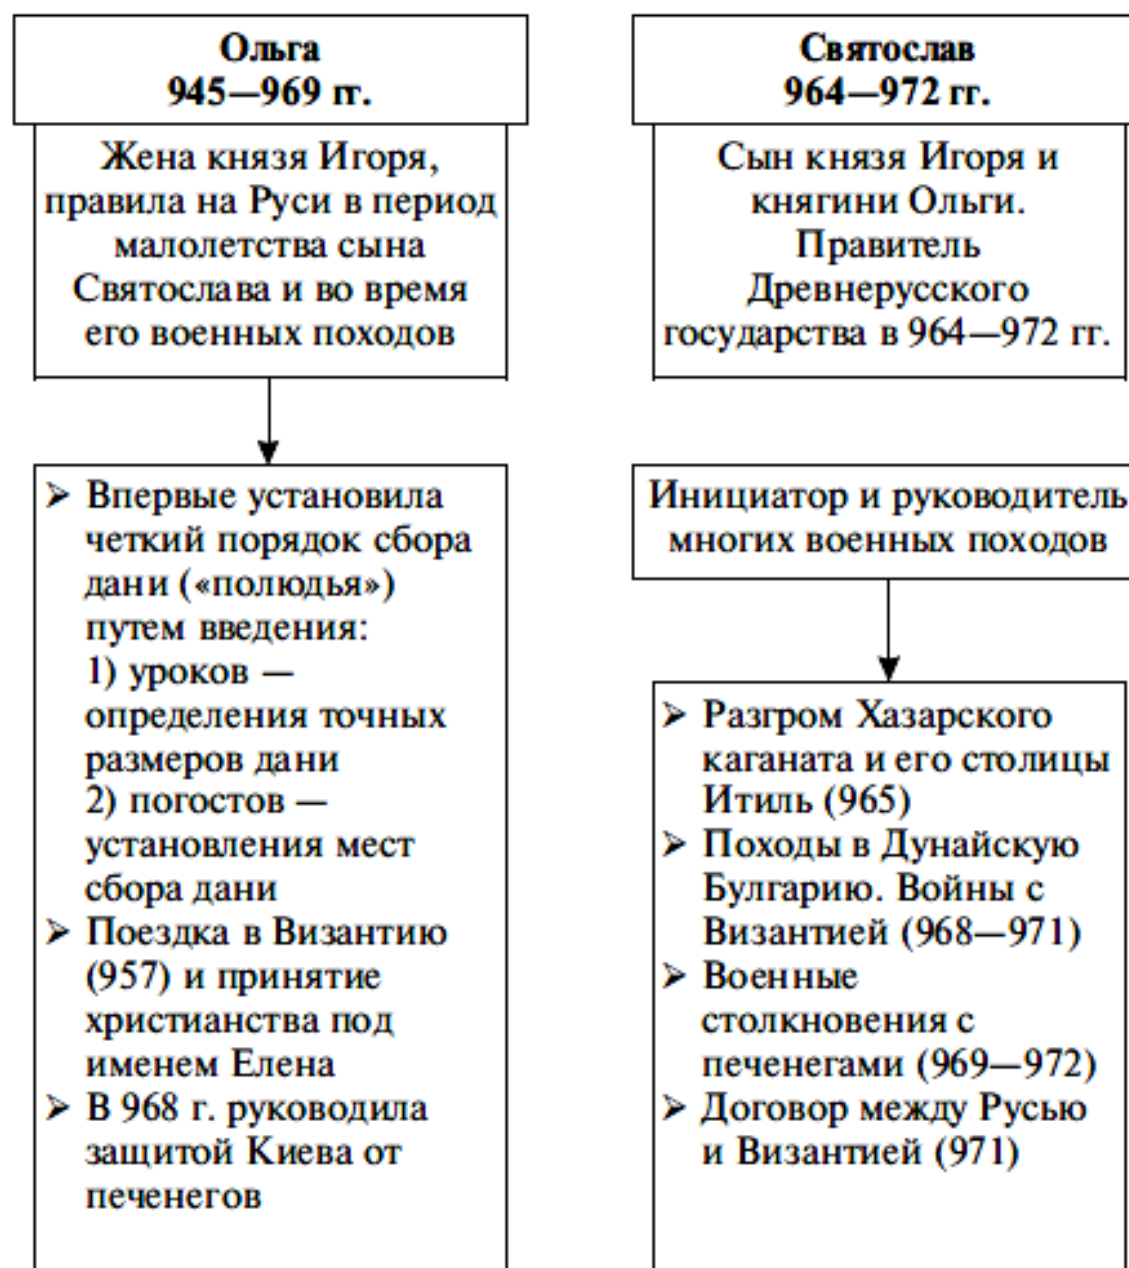 Ольга
945—969 гг.
Жена князя Игоря,
правила на Руси в период
малолетства сына
Святослава и во время
его военных походов
➢ Впервые установила
четкий порядок сбора
дани («полюдья»)
путем введения:
1) уроков —
определения точных
размеров дани
2) погостов —
установления мест
сбора дани
➢ Поездка в Византию
(957) и принятие
христианства под
именем Елена
➢ В 968 г. руководила
защитой Киева от
печенегов
Святослав
964—972 гг.
Сын князя Игоря и
княгини Ольги.
Правитель
Древнерусского
государства в 964—972 гг.
Инициатор и руководитель
многих военных походов
➢ Разгром Хазарского
каганата и его столицы
Итиль (965)
➢ Походы в Дунайскую
Булгарию. Войны с
Византией (968—971)
➢ Военные
столкновения с
печенегами (969—972)
➢ Договор между Русью
и Византией (971)